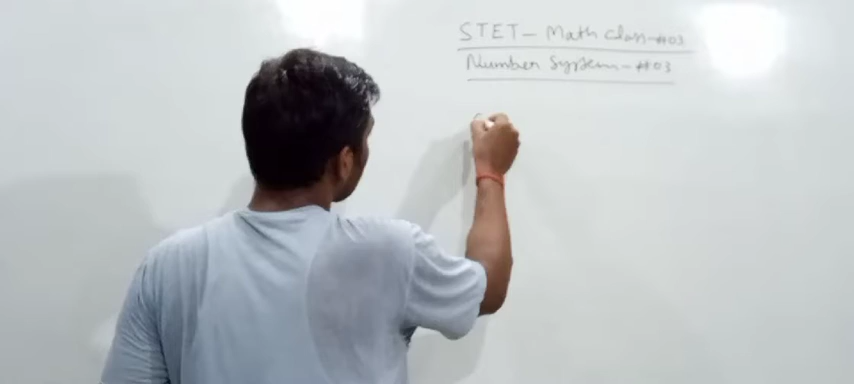 STET - Math Class - #03
Number System - #03